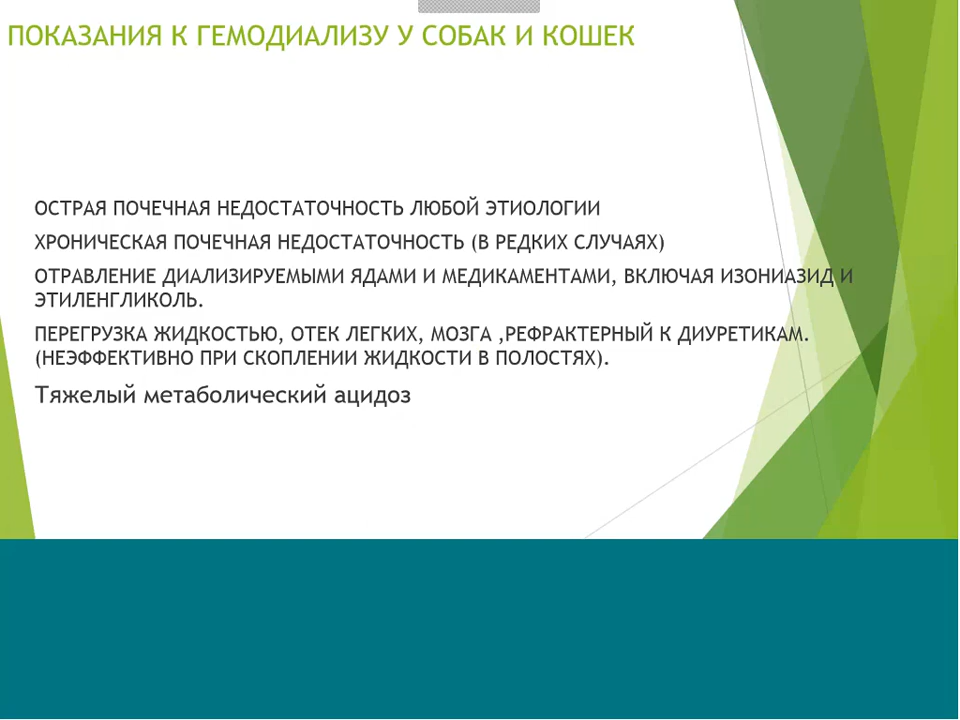 ПОКАЗАНИЯ К ГЕМОДИАЛИЗУ У СОБАК И КОШЕК
ОСТРАЯ ПОЧЕЧНАЯ НЕДОСТАТОЧНОСТЬ ЛЮБОЙ ЭТИОЛОГИИ
ХРОНИЧЕСКАЯ ПОЧЕЧНАЯ НЕДОСТАТОЧНОСТЬ (В РЕДКИХ СЛУЧАЯХ)
ОТРАВЛЕНИЕ ДИАЛИЗИРУЕМЫМИ ЯДАМИ И МЕДИКАМЕНТАМИ, ВКЛЮЧАЯ ИЗОНИАЗИД И
ЭТИЛЕНГЛИКОЛЬ.
ПЕРЕГРУЗКА ЖИДКОСТЬЮ, ОТЕК ЛЕГКИХ, МОЗГА ,РЕФРАКТЕРНЫЙ К ДИУРЕТИКАМ.
(НЕЭФФЕКТИВНО ПРИ СКОПЛЕНИИ ЖИДКОСТИ В ПОЛОСТЯХ).
Тяжелый метаболический ацидоз